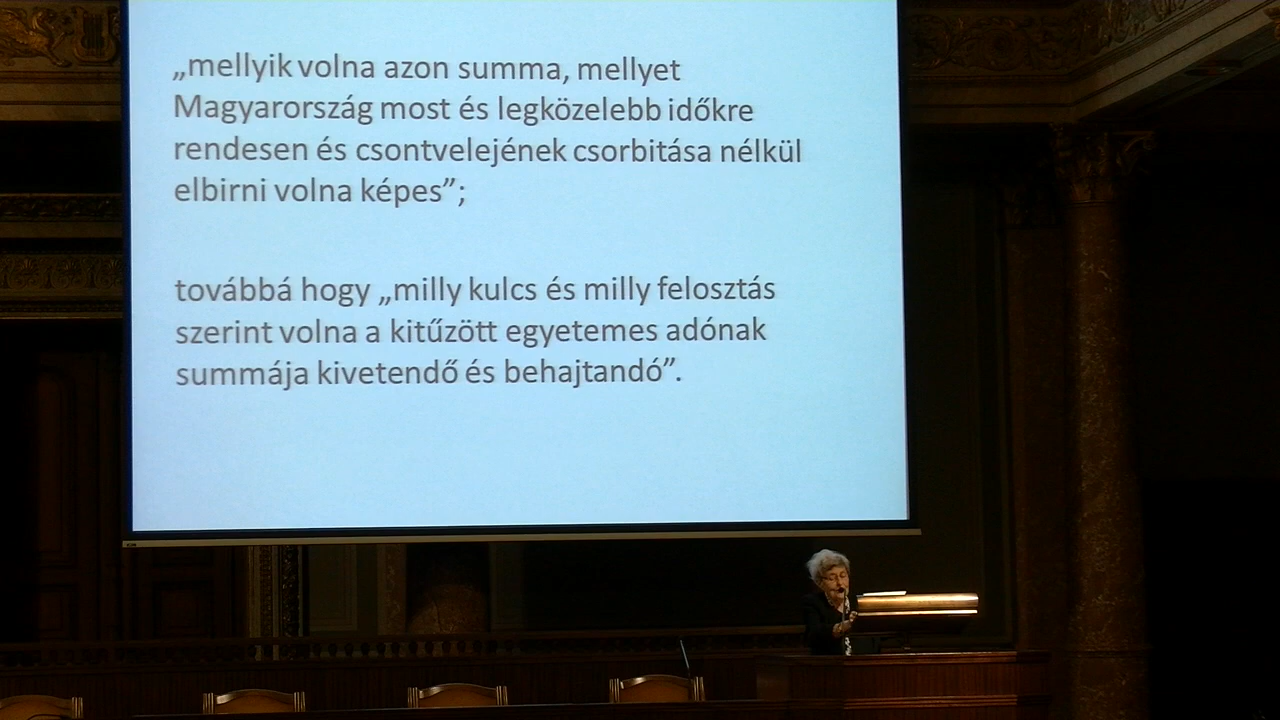 „mellyik volna azon summa, mellyet
Magyarország most és legközelebb időkre
rendesen és csontvelejének csorbitása nélkül
elbirni volna képes”;
továbbá hogy „milly kulcs és milly felosztás
szerint volna a kitűzött egyetemes adónak
summája kivetendő és behajtandó”.